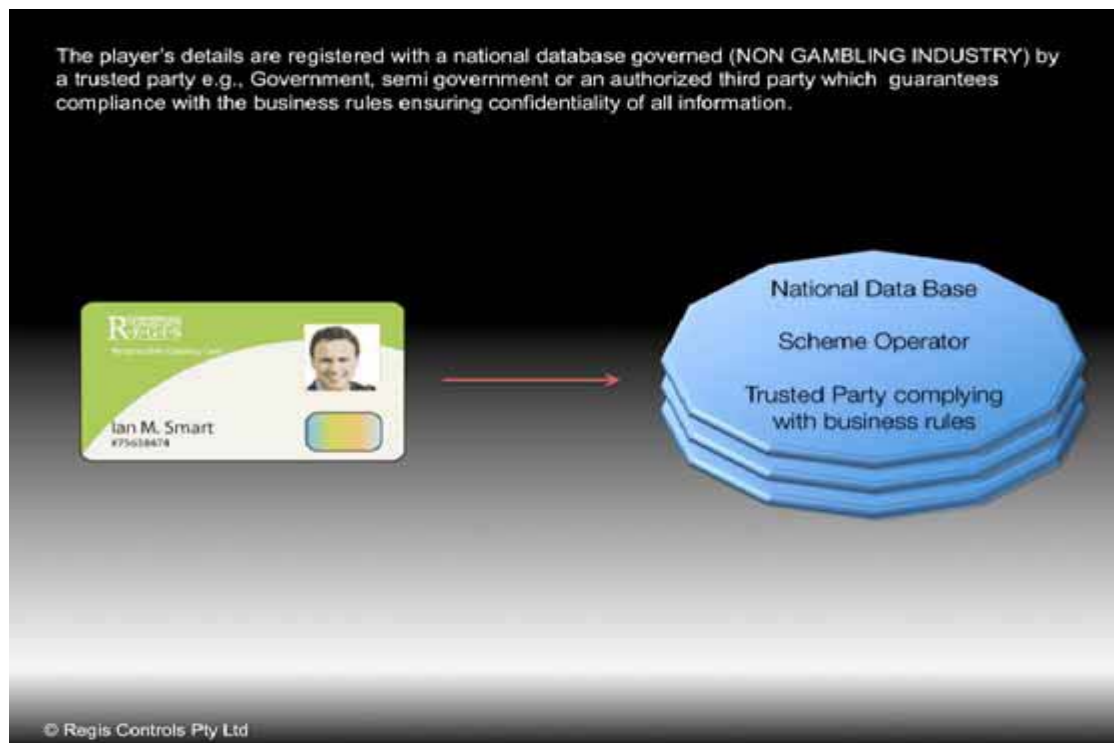 The player's details are registered with a national database governed (NON GAMBLING INDUSTRY) by
a trusted party e.g., Government, semi government or an authorized third party which guarantees
compliance with the business rules ensuring confidentiality of all information.
National Data Base
Scheme Operator
Trusted Party complying
with business rules
REGIS
Ian M. Smart
#75638474
© Regis Controls Pty Ltd